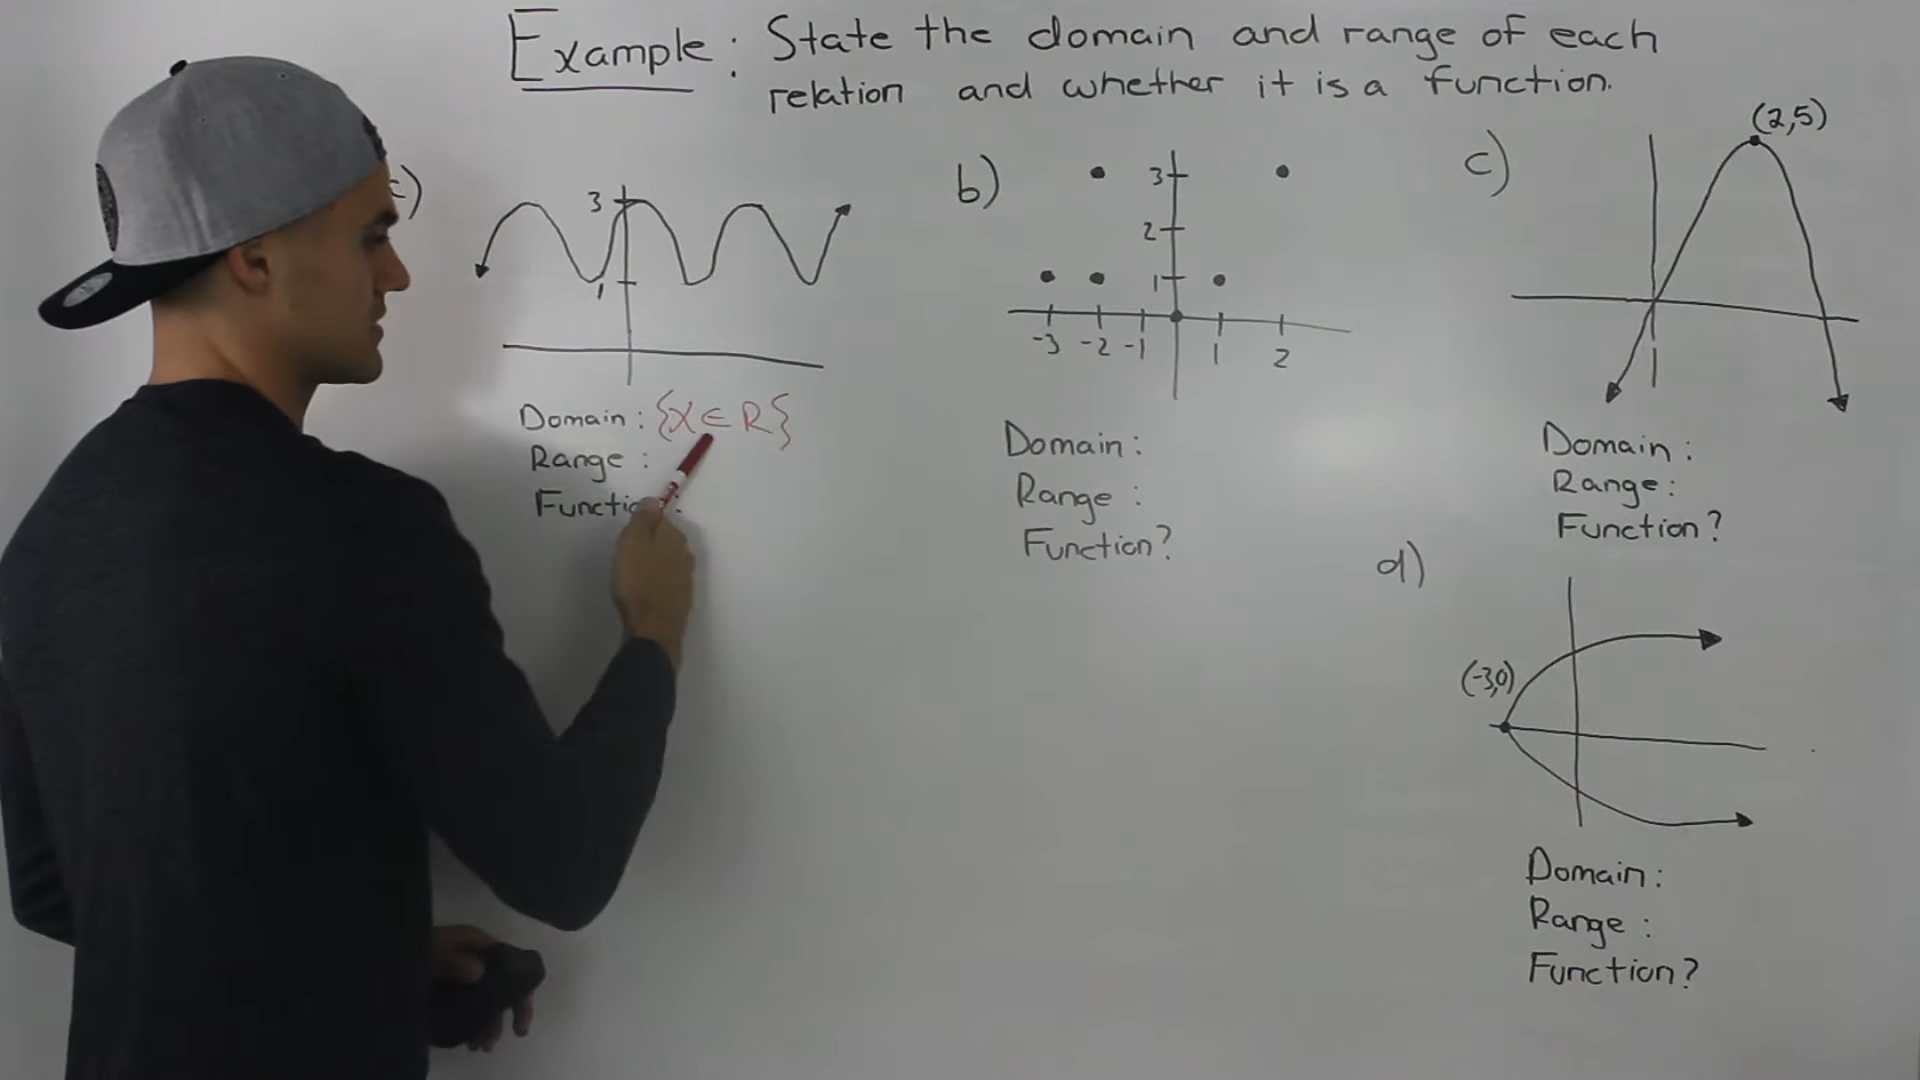 Example: State the domain and range of each
relation and whether it is a function.
3
1
Domain: {X∈R}
Range:
b)
3
2
1
-3 -2 -1 1 2
Domain:
Range:
Function?
c)
(2,5)
Domain:
Range:
Function?
d)
(-3,0)
Domain:
Range:
Function?